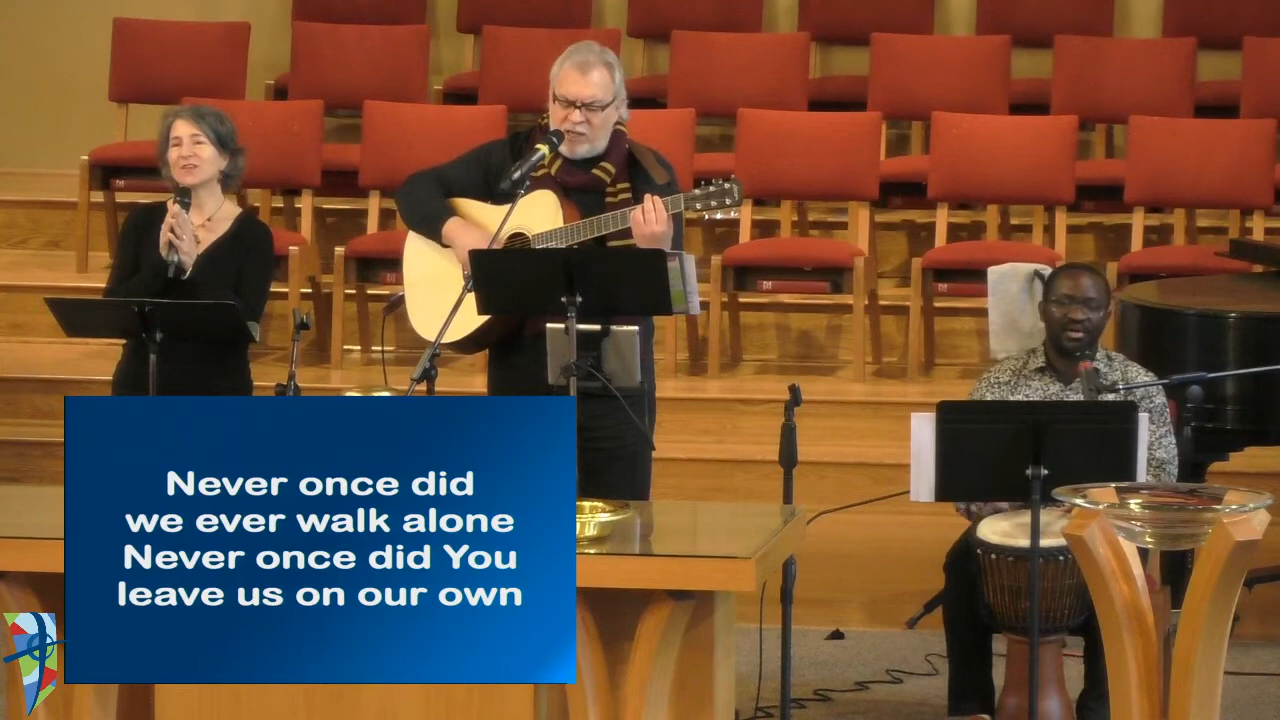 Never once did
we ever walk alone
Never once did You
leave us on our own